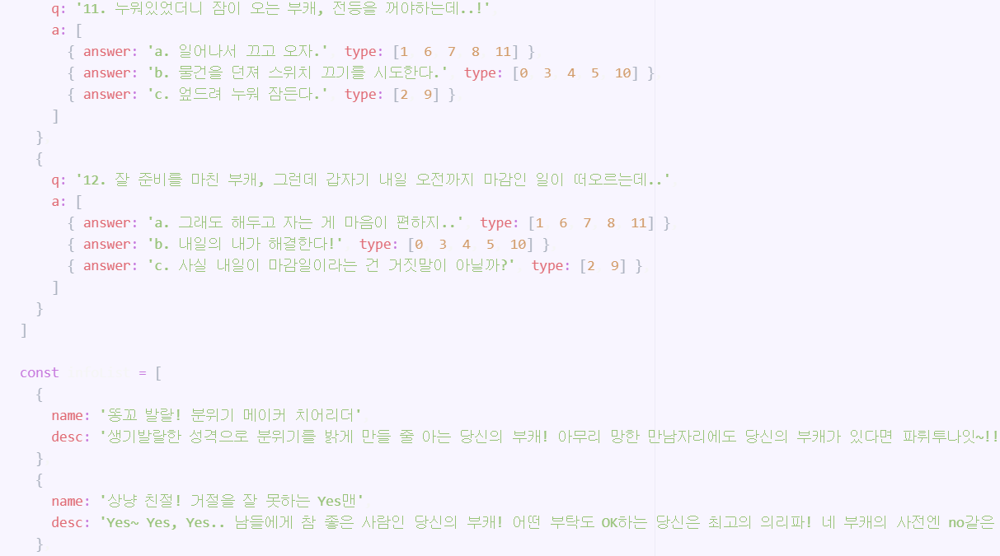 q: '11. 누워있었더니 잠이 오는 부캐, 전등을 꺼야하는데..!'
a: [
{ answer: 'a. 일어나서 끄고 오자.' type: [1 6 7 8 11] }
{ answer: 'b. 물건을 던져 스위치 끄기를 시도한다.' type: [0 3 4 5 10] }
{ answer: 'c. 엎드려 누워 잠든다.' type: [2 9] }
]
}
{
q: '12. 잘 준비를 마친 부캐, 그런데 갑자기 내일 오전까지 마감인 일이 떠오르는데..'
a: [
{ answer: 'a. 그래도 해두고 자는 게 마음이 편하지..' type: [1 6 7 8 11] }
{ answer: 'b. 내일의 내가 해결한다!' type: [0 3 4 5 10] }
{ answer: 'c. 사실 내일이 마감일이라는 건 거짓말이 아닐까?' type: [2 9] }
]
}
]
const = [
{
name: '똥꼬 발랄! 분위기 메이커 치어리더'
desc: '생기발랄한 성격으로 분위기를 밝게 만들 줄 아는 당신의 부캐! 아무리 망한 만남자리에도 당신의 부캐가 있다면 파뤼투나잇~!!
}
{
name: '상냥 친절! 거절을 잘 못하는 Yes맨'
desc: 'Yes~ Yes, Yes.. 남들에게 참 좋은 사람인 당신의 부캐! 어떤 부탁도 OK하는 당신은 최고의 의리파! 네 부캐의 사전엔 no같은
}